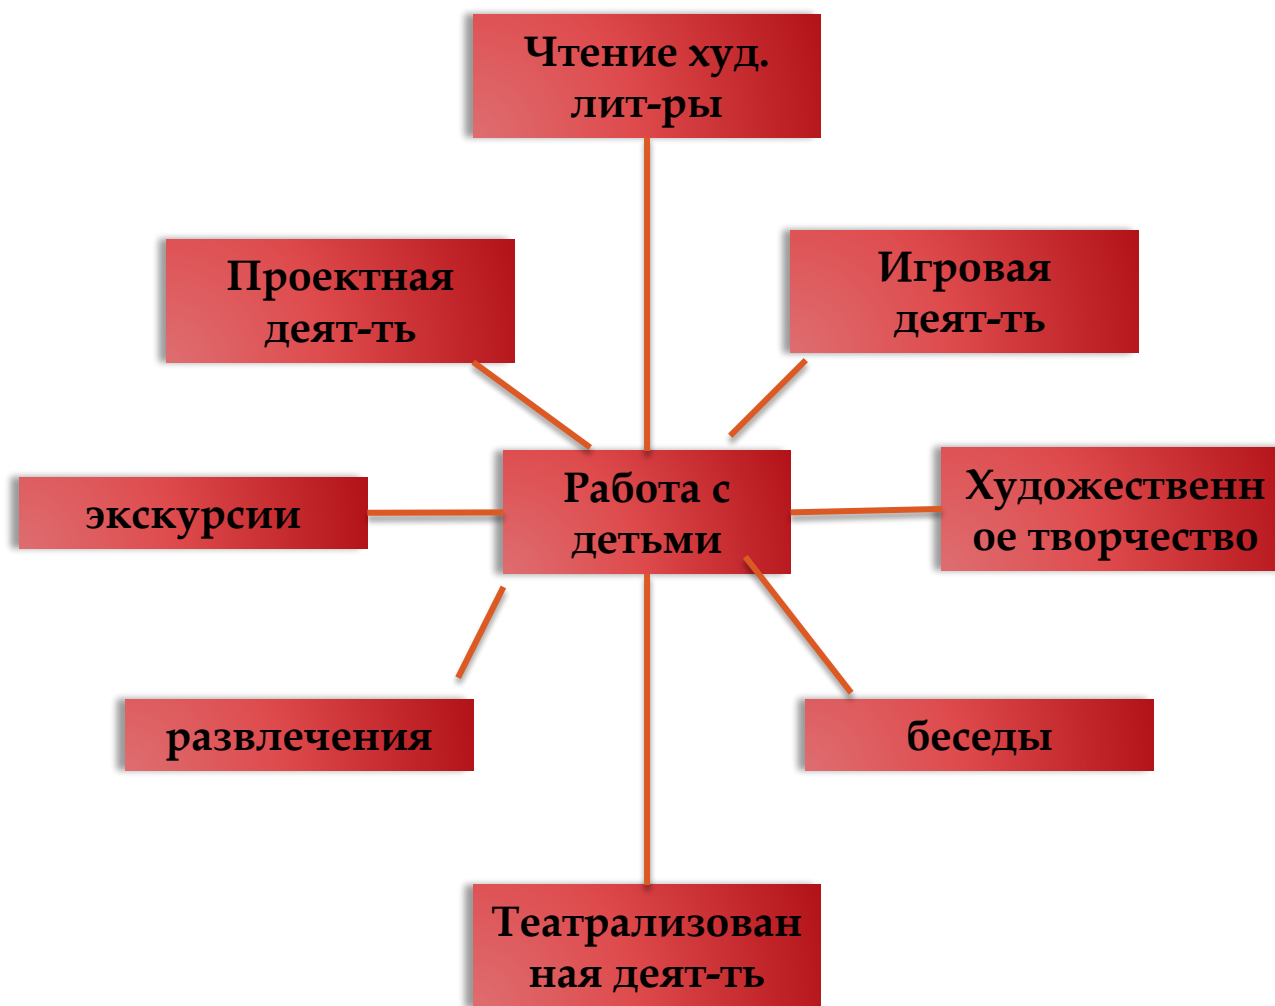 Чтение худ.
лит-ры
Проектная
деят-ть
Игровая
деят-ть
экскурсии
Работа с
детьми
Художественн
ое творчество
развлечения
беседы
Театрализован
ная деят-ть